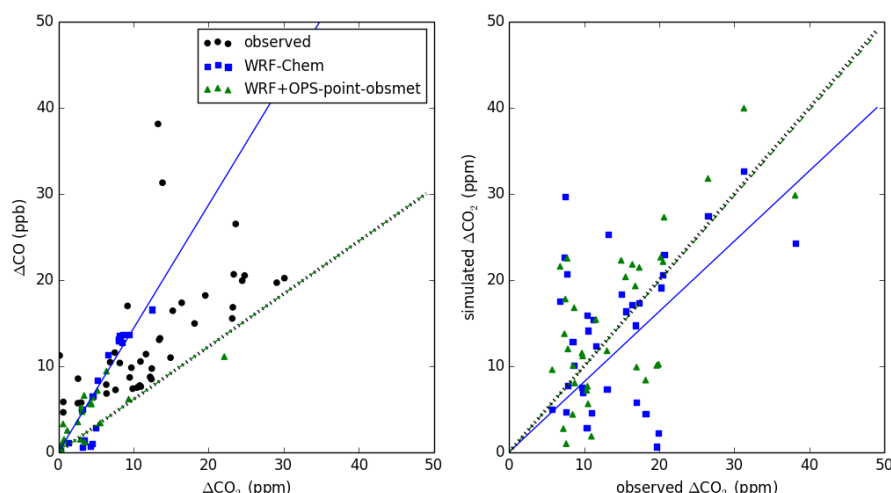 50
40
30
20
10
0
ΔCO (ppb)
0 10 20 30 40 50
ΔCO₂ (ppm)
observed
WRF-Chem
WRF+OPS-point-obsmet
50
40
30
20
10
0
simulated ΔCO₂ (ppm)
0 10 20 30 40 50
observed ΔCO₂ (ppm)